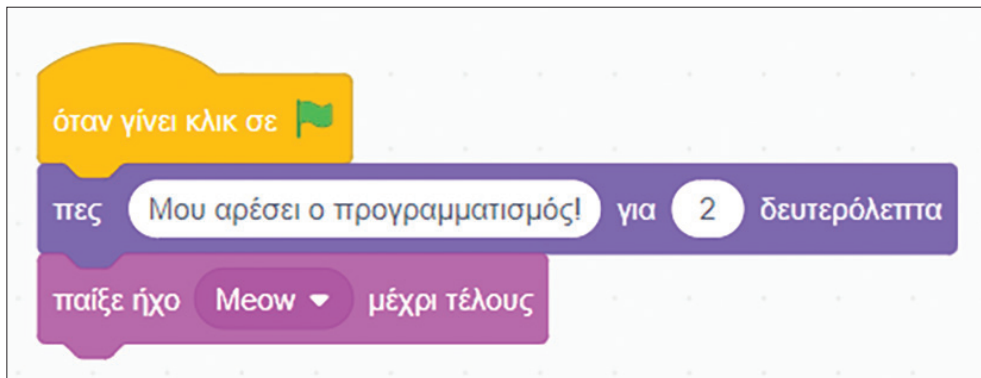 όταν γίνει κλικ σε
πες Μου αρέσει ο προγραμματισμός! για 2 δευτερόλεπτα
παίξε ήχο Meow μέχρι τέλους